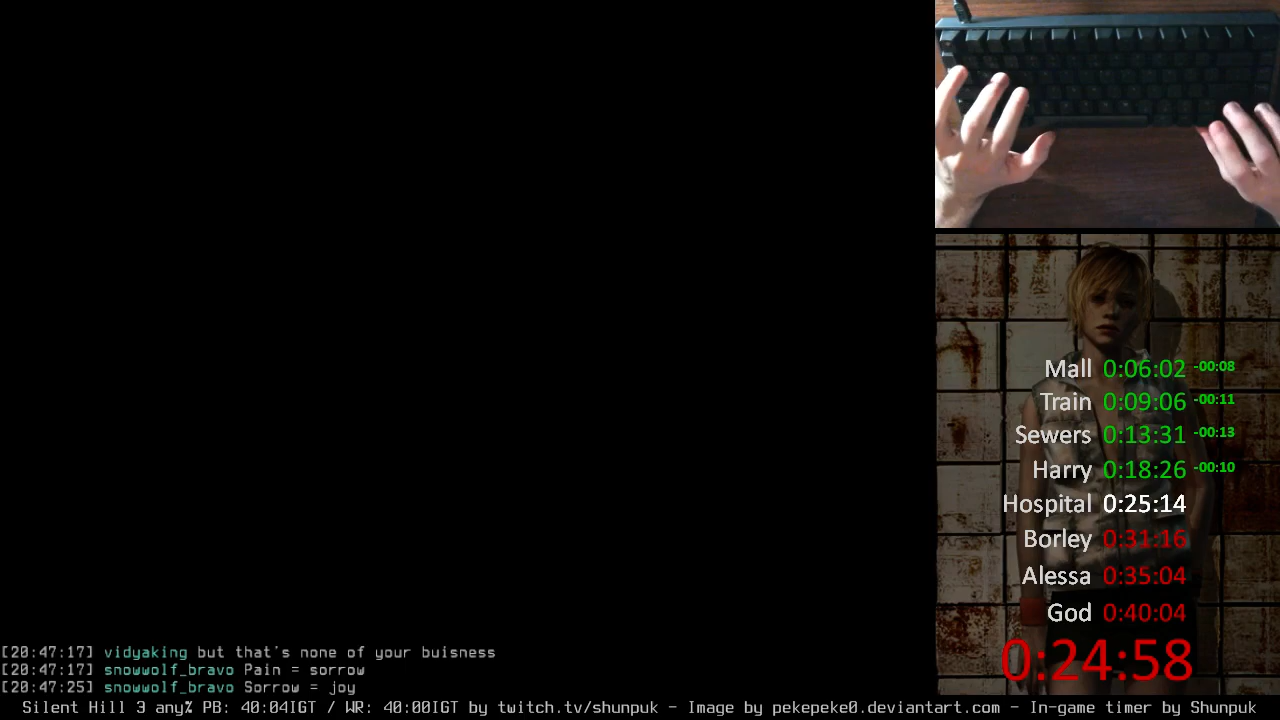 Mall 0:06:02 -00:08
Train 0:09:06 -00:11
Sewers 0:13:31 -00:13
Harry 0:18:26 -00:10
Hospital 0:25:14
Borley 0:31:16
Alessa 0:35:04
God 0:40:04
0:24:58
[20:47:17] vidyaking but that's none of your buisness
[20:47:17] snowwolf_bravo Pain = sorrow
[20:47:25] snowwolf_bravo Sorrow = joy
Silent Hill 3 any% PB: 40:04IGT / WR: 40:00IGT by twitch.tv/shunpuk - Image by pekepeke0.deviantart.com - In-game timer by Shunpuk